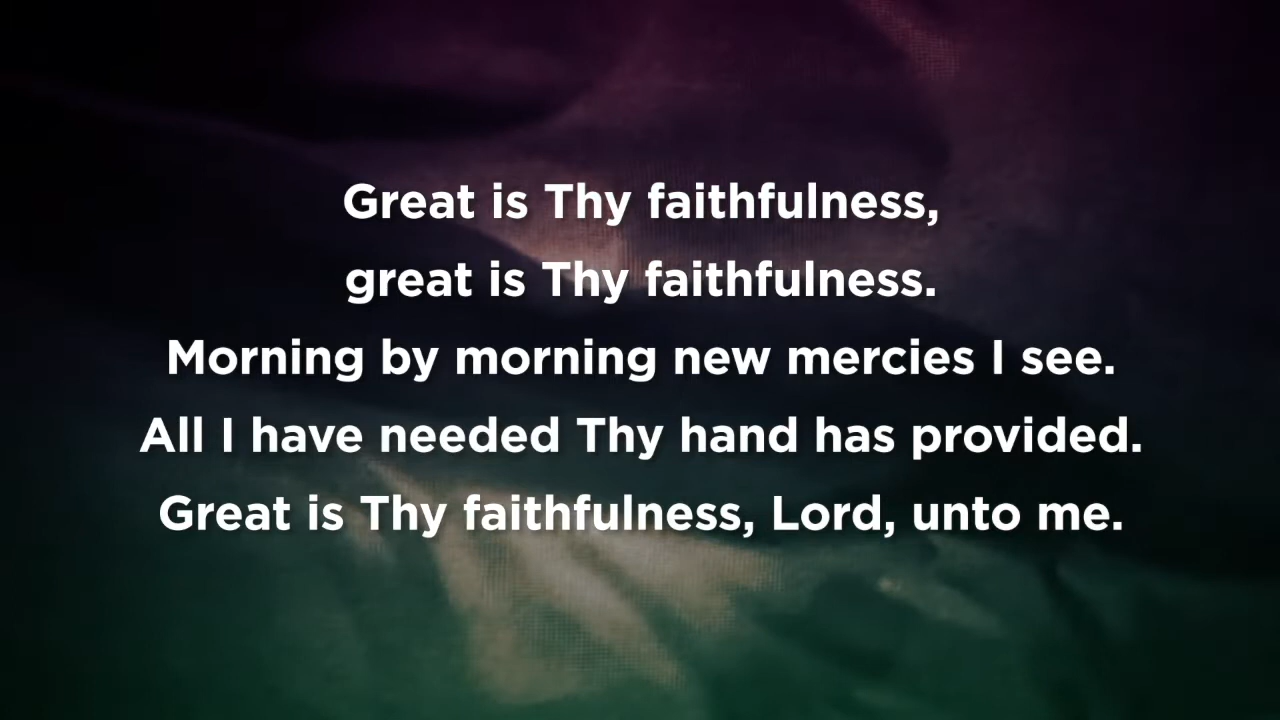 Great is Thy faithfulness,
great is Thy faithfulness.
Morning by morning new mercies I see.
All I have needed Thy hand has provided.
Great is Thy faithfulness, Lord, unto me.